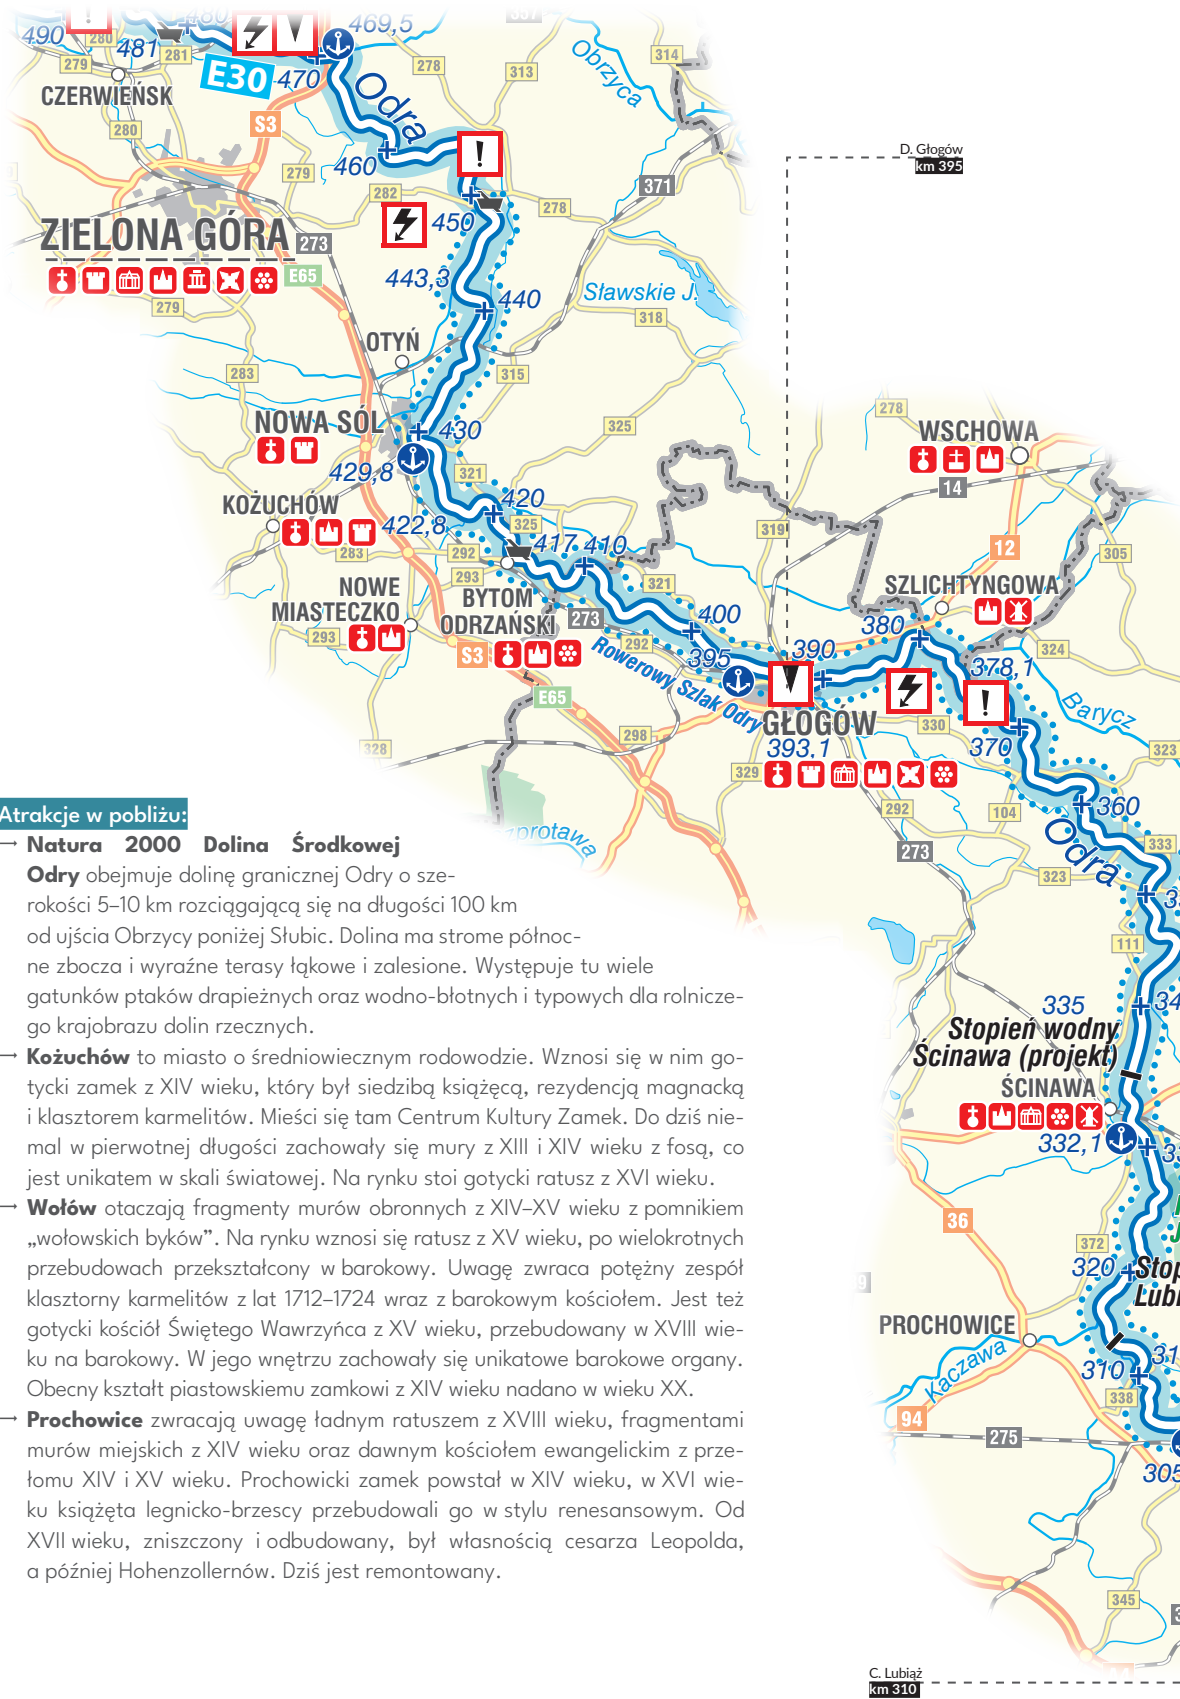 490
280
480
469,5
357
481
281
279
CZERWIEŃSK
E30
470
Odra
278
313
Obrzyca
314
S3
280
460
279
282
450
278
371
D. Głogów
km 395
ZIELONA GÓRA
273
E65
279
443,3
440
Sławskie J.
318
OTYŃ
283
315
NOWA SÓL
430
325
429,8
321
278
WSCHOWA
14
KOŻUCHÓW
422,8
420
325
283
292
417
410
319
12
305
293
NOWE
MIASTECZKO
293
BYTOM
ODRZAŃSKI
273
321
400
SZLICHTYNGOWA
380
390
324
S3
292
395
378,1
Rowerowy Szlak Odry
E65
GŁOGÓW
330
Barycz
370
323
328
298
393,1
329
292
104
360
Odra
333
273
323
111
335
Stopień wodny
Ścinawa (projekt)
ŚCINAWA
332,1
36
372
320
PROCHOWICE
310
Kaczawa
338
94
275
305
345
C. Lubiąż
km 310
Atrakcje w pobliżu:
→ Natura 2000 Dolina Środkowej
Odry obejmuje dolinę granicznej Odry o sze-
rokości 5–10 km rozciągającą się na długości 100 km
od ujścia Obrzycy poniżej Słubic. Dolina ma strome północ-
ne zbocza i wyraźne terasy łąkowe i zalesione. Występuje tu wiele
gatunków ptaków drapieżnych oraz wodno-błotnych i typowych dla rolnicze-
go krajobrazu dolin rzecznych.
→ Kożuchów to miasto o średniowiecznym rodowodzie. Wznosi się w nim go-
tycki zamek z XIV wieku, który był siedzibą książęcą, rezydencją magnacką
i klasztorem karmelitów. Mieści się tam Centrum Kultury Zamek. Do dziś nie-
mal w pierwotnej długości zachowały się mury z XIII i XIV wieku z fosą, co
jest unikatem w skali światowej. Na rynku stoi gotycki ratusz z XVI wieku.
→ Wołów otaczają fragmenty murów obronnych z XIV–XV wieku z pomnikiem
„wołowskich byków”. Na rynku wznosi się ratusz z XV wieku, po wielokrotnych
przebudowach przekształcony w barokowy. Uwagę zwraca potężny zespół
klasztorny karmelitów z lat 1712–1724 wraz z barokowym kościołem. Jest też
gotycki kościół Świętego Wawrzyńca z XV wieku, przebudowany w XVIII wie-
ku na barokowy. W jego wnętrzu zachowały się unikatowe barokowe organy.
Obecny kształt piastowskiemu zamkowi z XIV wieku nadano w wieku XX.
→ Prochowice zwracają uwagę ładnym ratuszem z XVIII wieku, fragmentami
murów miejskich z XIV wieku oraz dawnym kościołem ewangelickim z prze-
łomu XIV i XV wieku. Prochowicki zamek powstał w XIV wieku, w XVI wie-
ku książęta legnicko-brzescy przebudowali go w stylu renesansowym. Od
XVII wieku, zniszczony i odbudowany, był własnością cesarza Leopolda,
a później Hohenzollernów. Dziś jest remontowany.